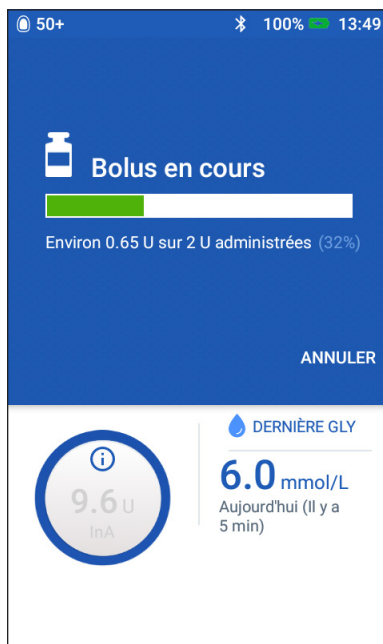 50+ 100% 13:49
Bolus en cours
Environ 0.65 U sur 2 U administrées (32%)
ANNULER
9.6 U
InA
DERNIÈRE GLY
6.0 mmol/L
Aujourd'hui (Il y a
5 min)